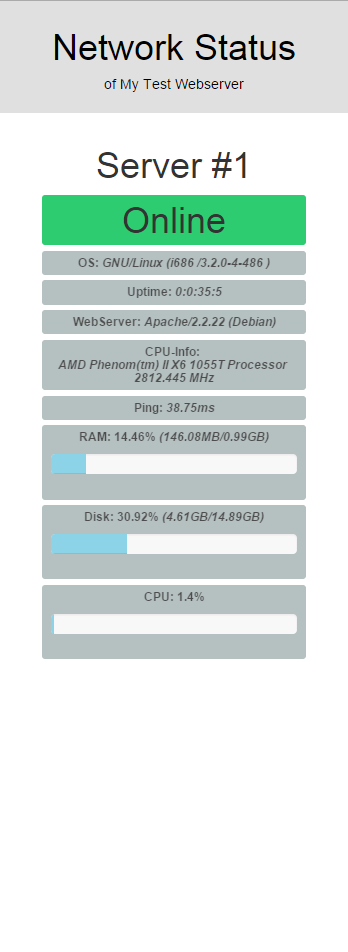 Network Status
of My Test Webserver
Server #1
Online
OS: GNU/Linux (i686 /3.2.0-4-486 )
Uptime: 0:0:35:5
WebServer: Apache/2.2.22 (Debian)
CPU-Info:
AMD Phenom(tm) II X6 1055T Processor
2812.445 MHz
Ping: 38.75ms
RAM: 14.46% (146.08MB/0.99GB)
Disk: 30.92% (4.61GB/14.89GB)
CPU: 1.4%